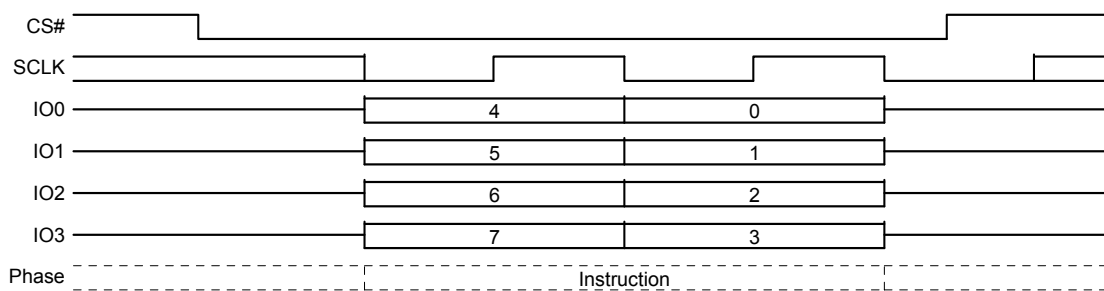 CS#
SCLK
IO0 4 0
IO1 5 1
IO2 6 2
IO3 7 3
Phase Instruction